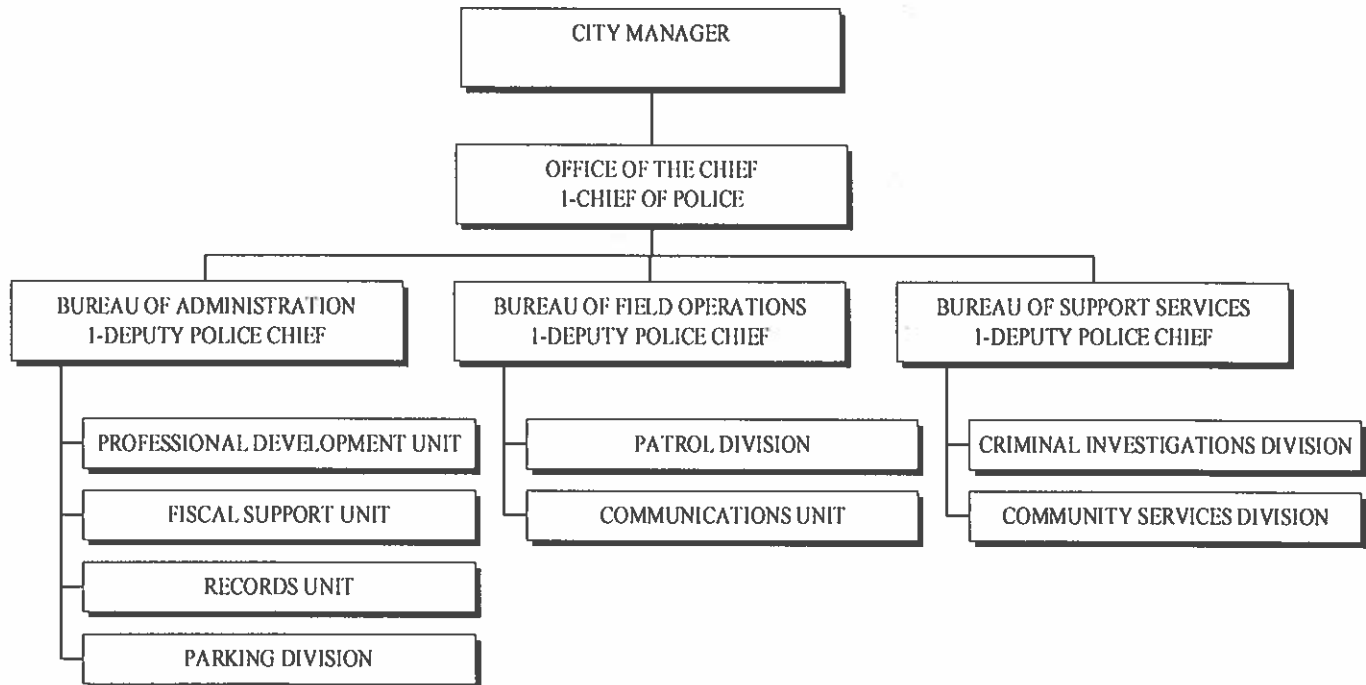 CITY MANAGER
OFFICE OF THE CHIEF
1-CHIEF OF POLICE
BUREAU OF ADMINISTRATION
1-DEPUTY POLICE CHIEF
PROFESSIONAL DEVELOPMENT UNIT
FISCAL SUPPORT UNIT
RECORDS UNIT
PARKING DIVISION
BUREAU OF FIELD OPERATIONS
1-DEPUTY POLICE CHIEF
PATROL DIVISION
COMMUNICATIONS UNIT
BUREAU OF SUPPORT SERVICES
1-DEPUTY POLICE CHIEF
CRIMINAL INVESTIGATIONS DIVISION
COMMUNITY SERVICES DIVISION